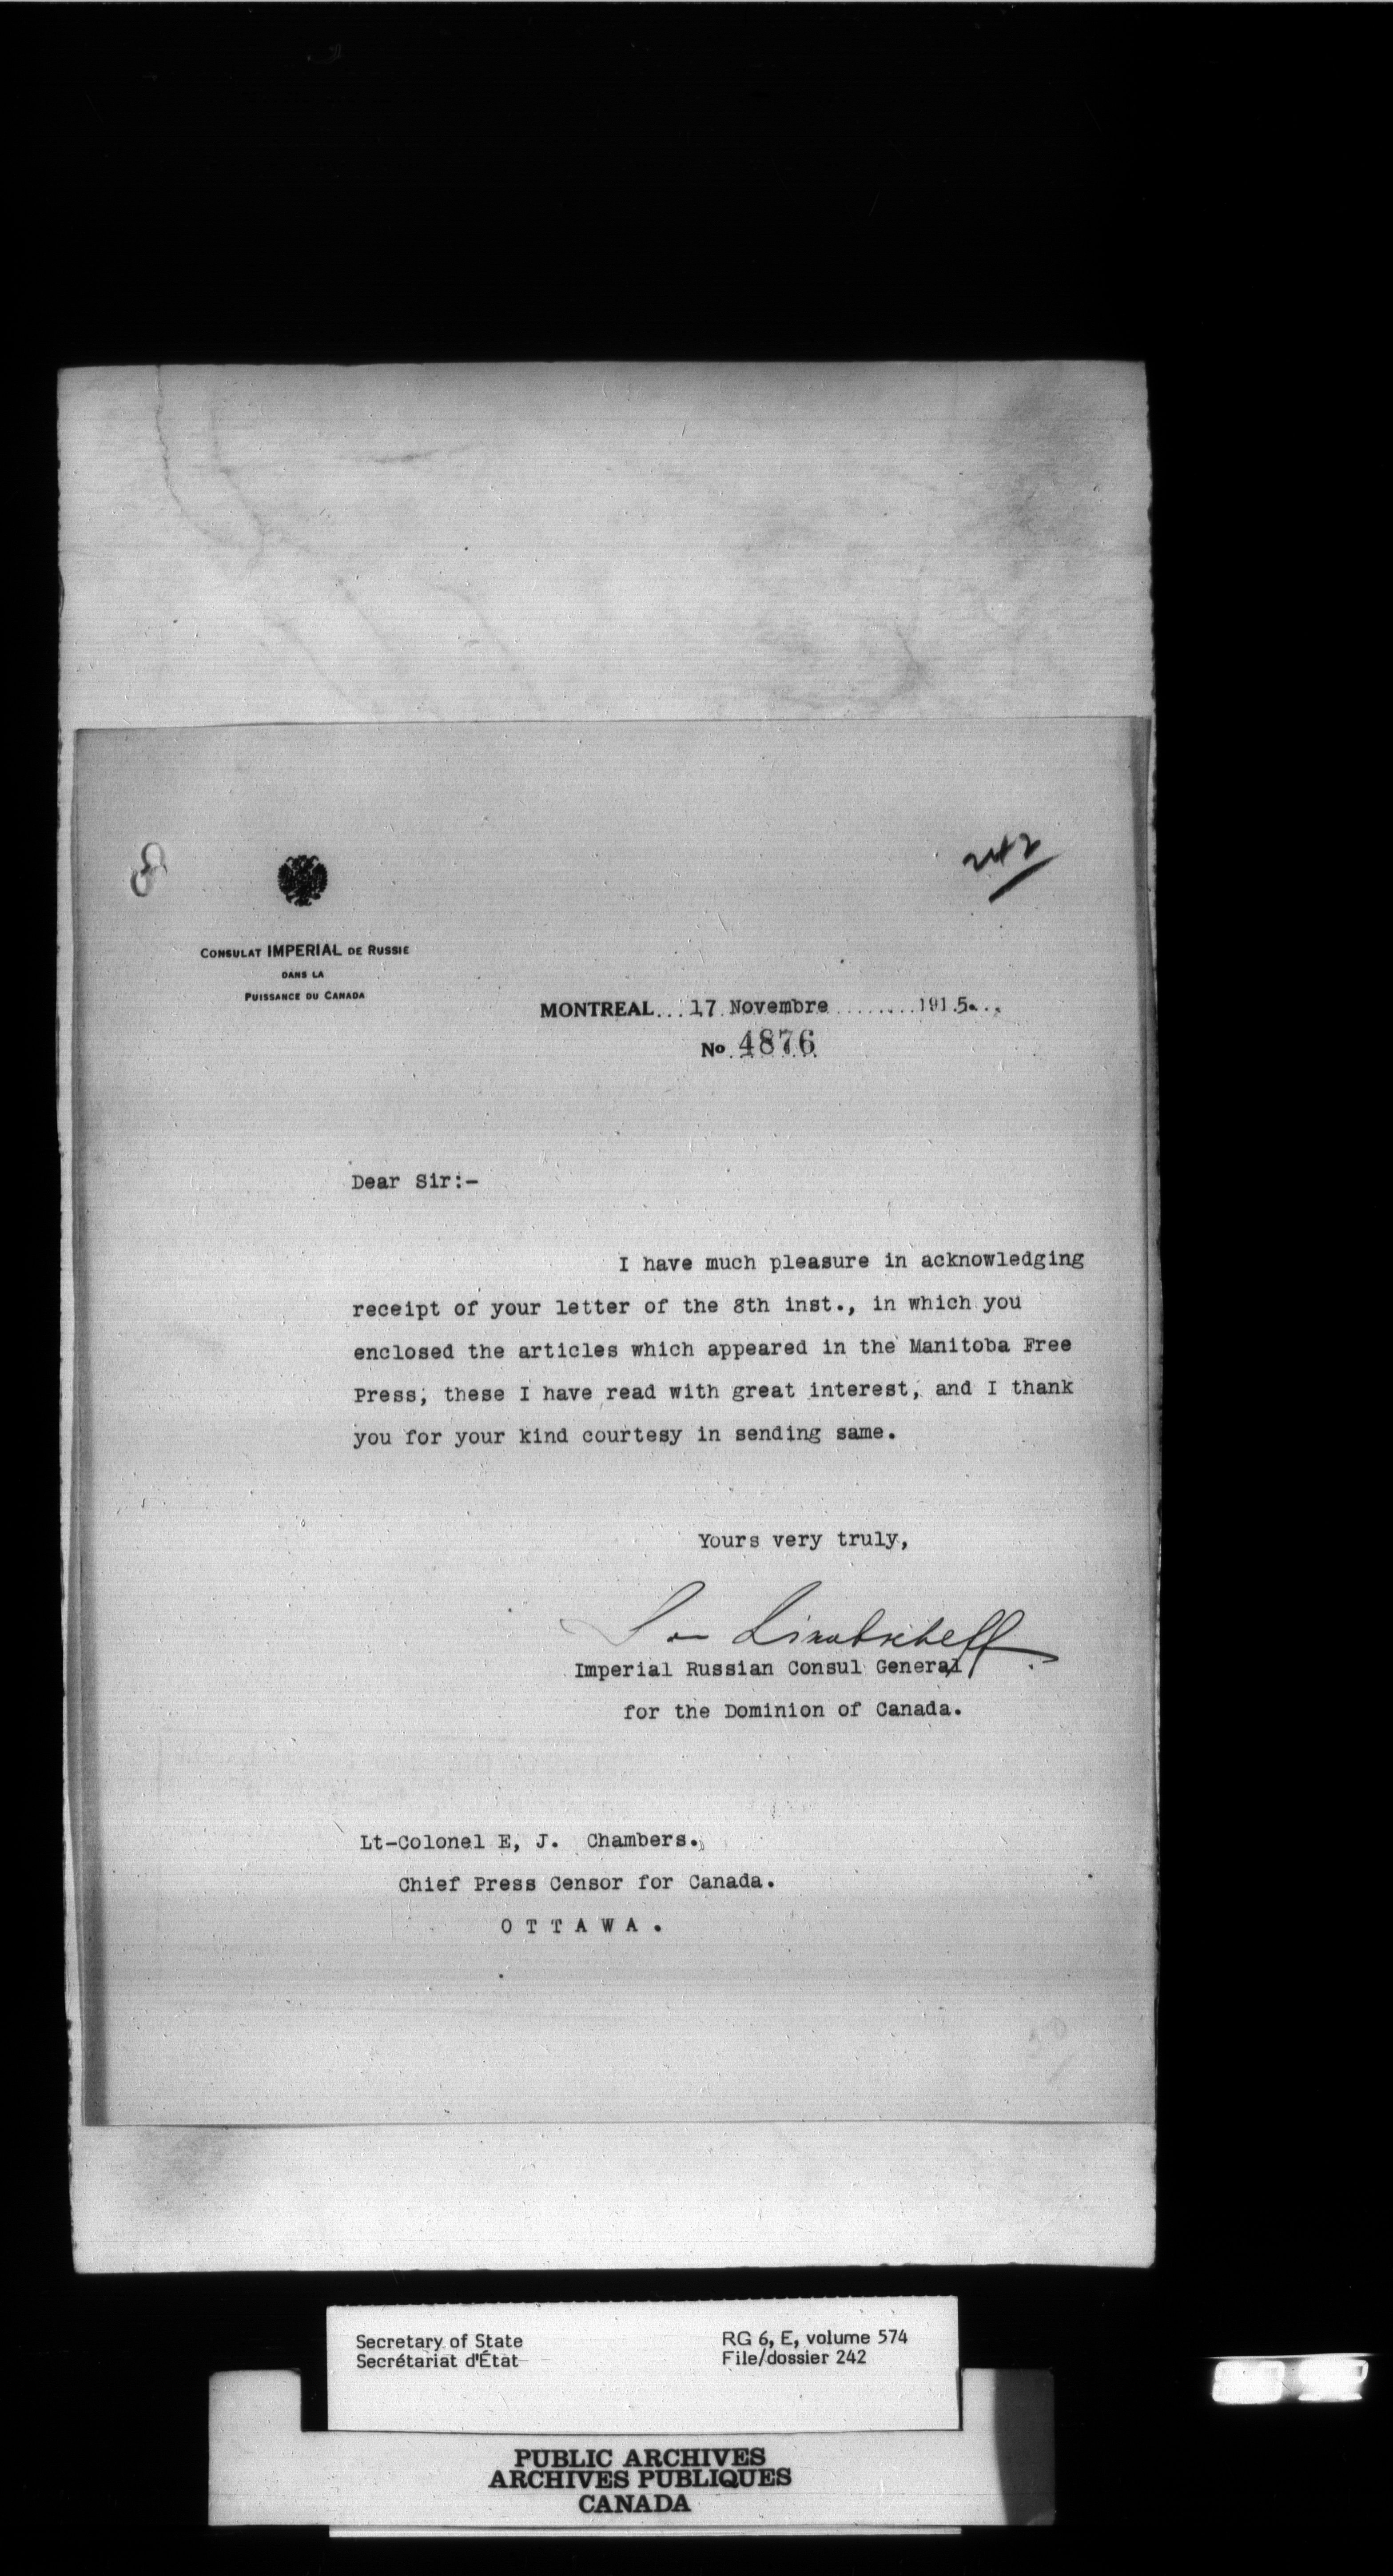 242
8
CONSULAT IMPERIAL DE RUSSIE
DANS LA
PUISSANCE DU CANADA
MONTREAL...17 Novembre.........1915....
No 4876
Dear Sir:-
I have much pleasure in acknowledging
receipt of your letter of the 8th inst., in which you
enclosed the articles which appeared in the Manitoba Free
Press, these I have read with great interest, and I thank
you for your kind courtesy in sending same.
Yours very truly,
Imperial Russian Consul General
for the Dominion of Canada.
Lt-Colonel E, J. Chambers.
Chief Press Censor for Canada.
O T T A W A .
Secretary of State
Secrétariat d'État
RG 6, E, volume 574
File/dossier 242
PUBLIC ARCHIVES
ARCHIVES PUBLIQUES
CANADA